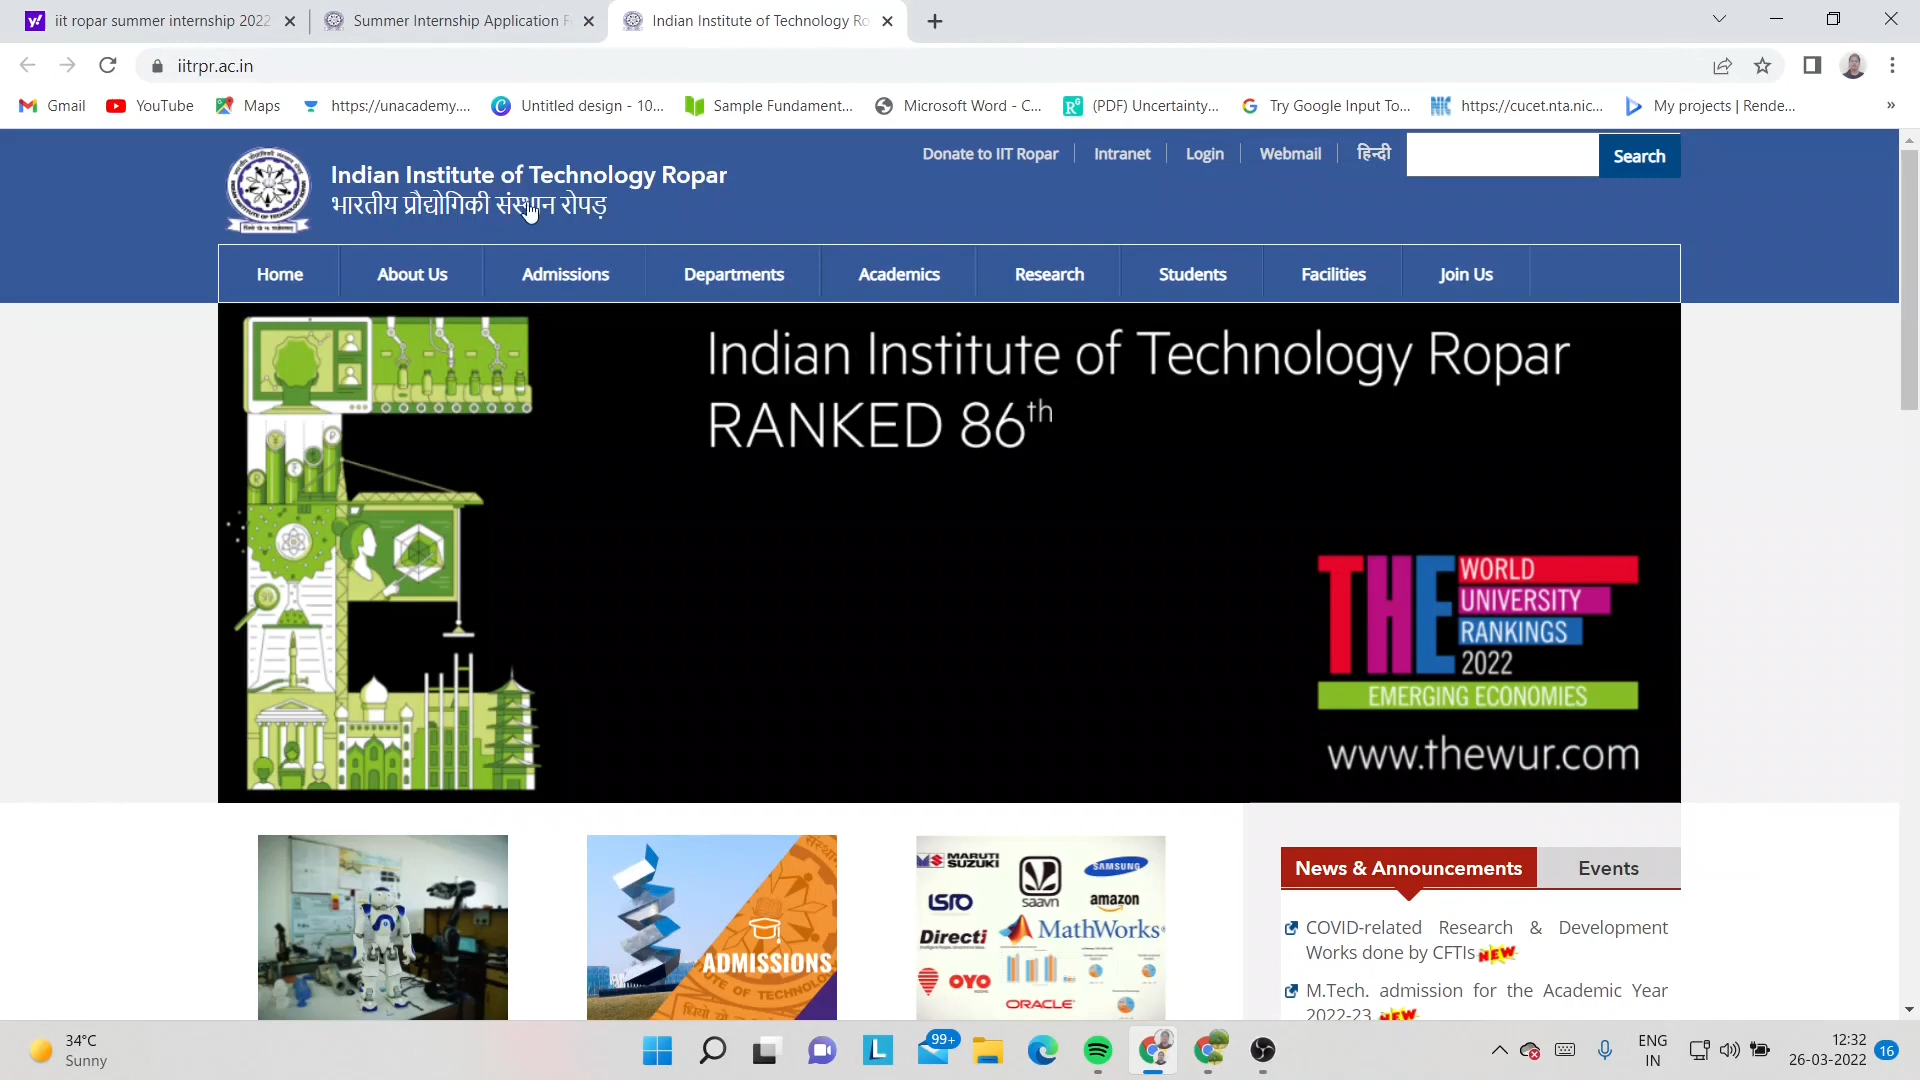 iit ropar summer internship 2022
Summer Internship Application F
Indian Institute of Technology Ro
iitrpr.ac.in
Gmail
YouTube
Maps
https://unacademy....
Untitled design - 10...
Sample Fundament...
Microsoft Word - C...
(PDF) Uncertainty...
Try Google Input To...
https://cucet.nta.nic...
My projects | Rende...
»
Donate to IIT Ropar
Intranet
Login
Webmail
हिन्दी
Search
Indian Institute of Technology Ropar
भारतीय प्रौद्योगिकी संस्थान रोपड़
Home
About Us
Admissions
Departments
Academics
Research
Students
Facilities
Join Us
Indian Institute of Technology Ropar
RANKED 86th
THE
WORLD
UNIVERSITY
RANKINGS
2022
EMERGING ECONOMIES
www.thewur.com
ADMISSIONS
MARUTI
SUZUKI
saavn
SAMSUNG
ISRO
amazon
Directi
MathWorks
OYO
ORACLE
News & Announcements
Events
COVID-related Research & Development
Works done by CFTIs NEW
M.Tech. admission for the Academic Year
2022-23 NEW
34°C
Sunny
99+
ENG
IN
12:32
26-03-2022
16